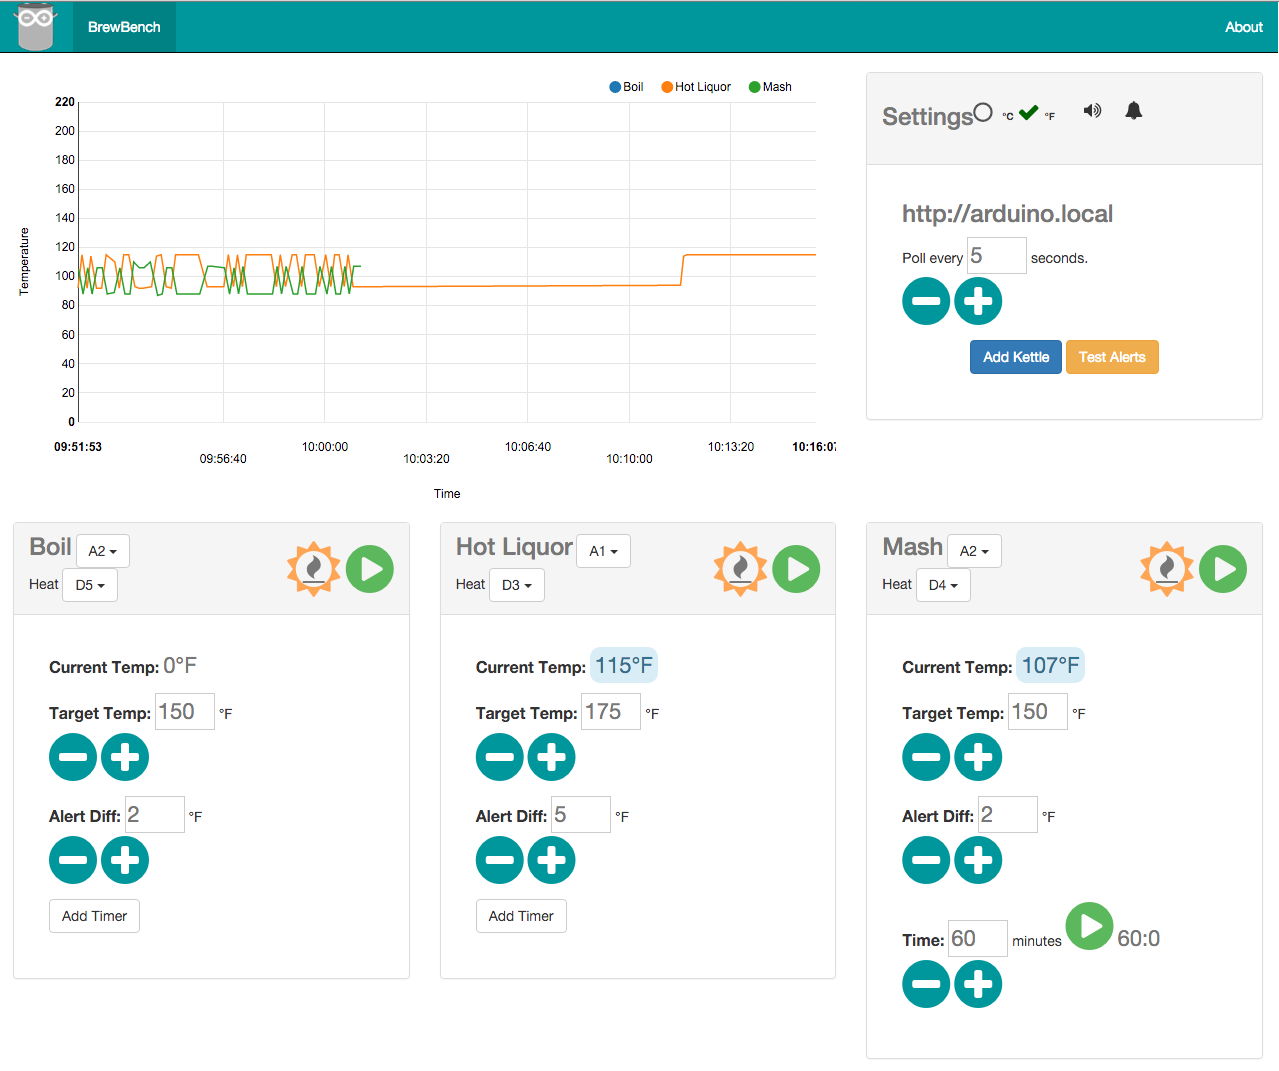 BrewBench
About
Boil Hot Liquor Mash
220
200
180
160
140
120
100
80
60
40
20
0
Temperature
09:51:53
09:56:40
10:00:00
10:03:20
10:06:40
10:10:00
10:13:20
10:16:07
Time
Settings °C °F
http://arduino.local
Poll every 5 seconds.
Add Kettle Test Alerts
Boil A2
Heat D5
Current Temp: 0°F
Target Temp: 150 °F
Alert Diff: 2 °F
Add Timer
Hot Liquor A1
Heat D3
Current Temp: 115°F
Target Temp: 175 °F
Alert Diff: 5 °F
Add Timer
Mash A2
Heat D4
Current Temp: 107°F
Target Temp: 150 °F
Alert Diff: 2 °F
Time: 60 minutes 60:0